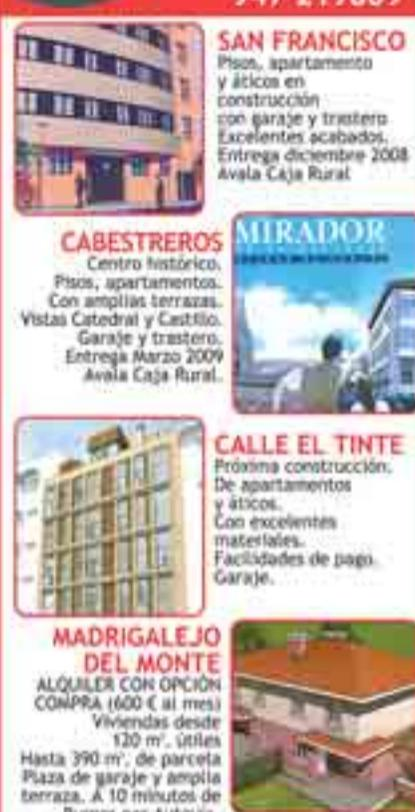 SAN FRANCISCO
Pisos, apartamento
y áticos en
construcción
con garaje y trastero
Excelentes acabados.
Entrega diciembre 2008
Avala Caja Rural
CABESTREROS
Centro histórico.
Pisos, apartamentos.
Con amplias terrazas.
Vistas Catedral y Castillo.
Garaje y trastero.
Entrega Marzo 2009
Avala Caja Rural.
MIRADOR
CALLE EL TINTE
Próxima construcción.
De apartamentos
y áticos.
Con excelentes
materiales.
Facilidades de pago.
Garaje.
MADRIGALEJO
DEL MONTE
ALQUILER CON OPCIÓN
COMPRA (600 € al mes)
Viviendas desde
120 m², útiles
Hasta 390 m², de parcela
Plaza de garaje y amplia
terraza. A 10 minutos de